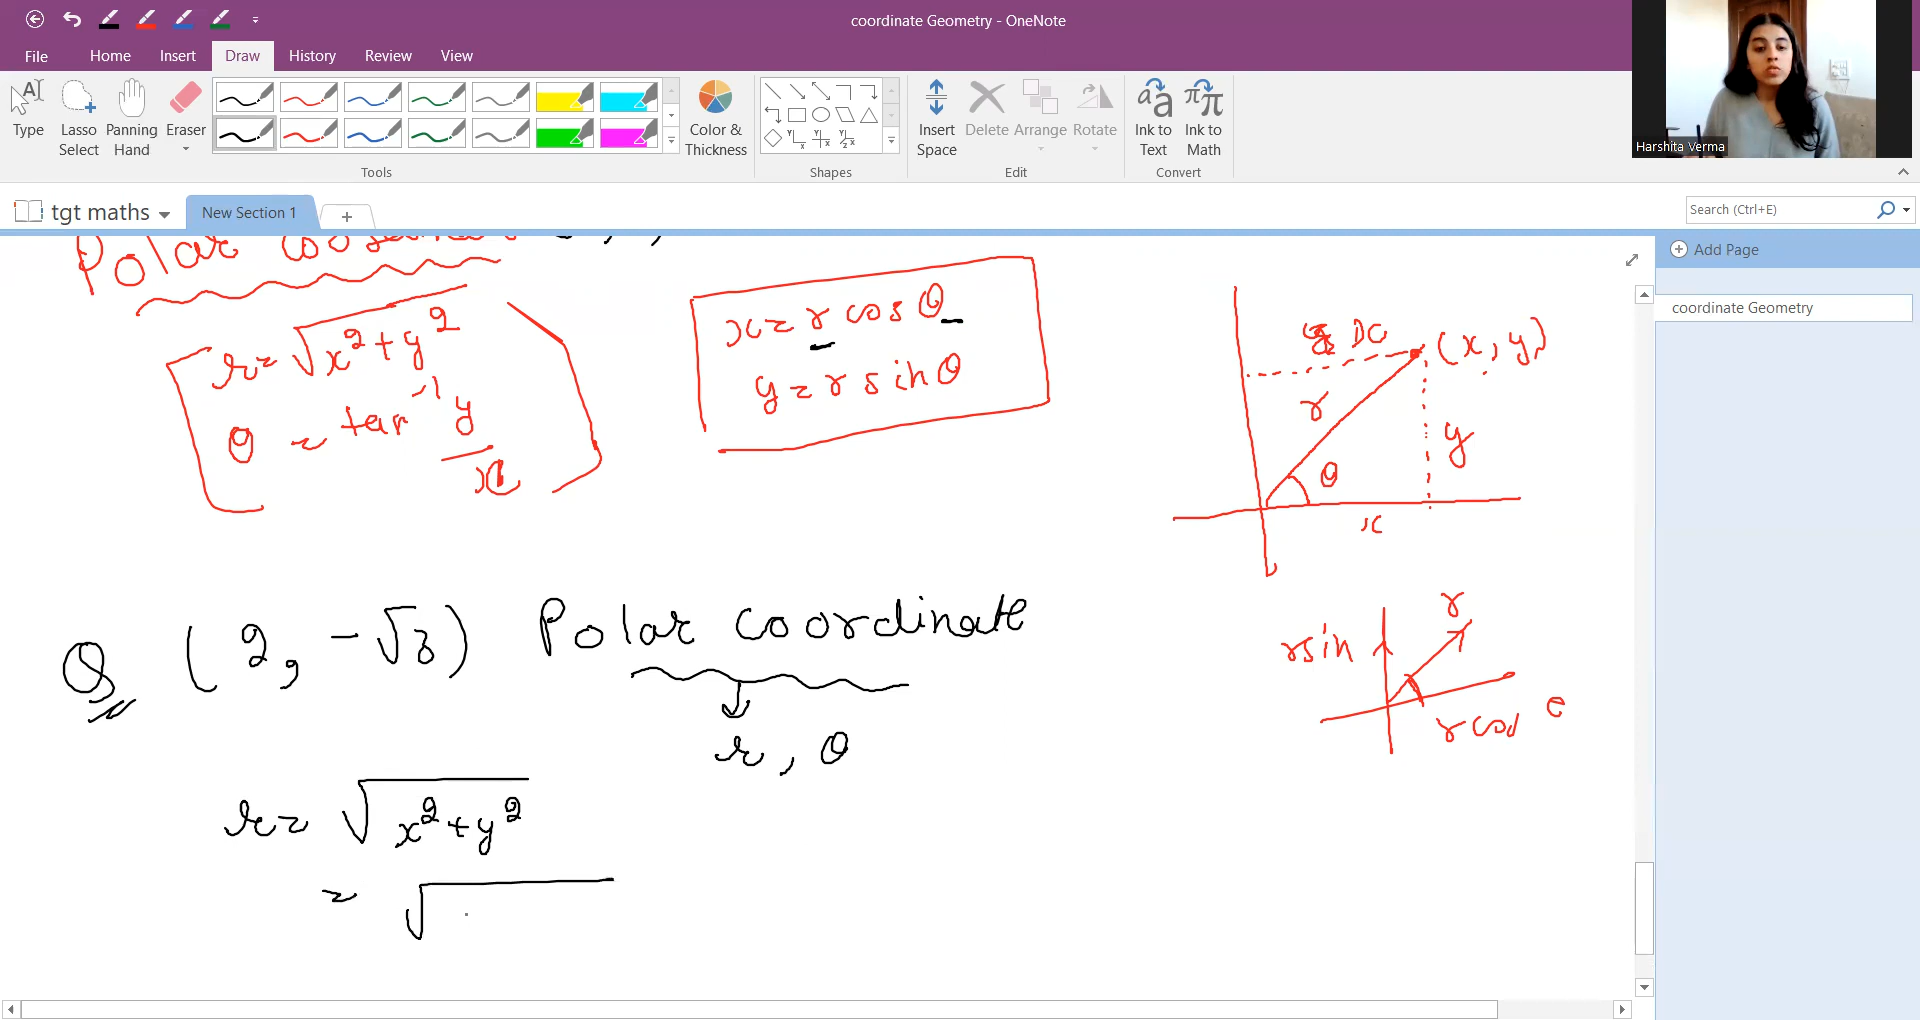 coordinate Geometry - OneNote
File Home Insert Draw History Review View
Type
Lasso Select
Panning Hand
Eraser
Color & Thickness
Insert Space
Delete
Arrange
Rotate
Ink to Text
Ink to Math
Tools
Shapes
Edit
Convert
Harshita Verma
tgt maths
New Section 1
+
Search (Ctrl+E)
Add Page
coordinate Geometry
Polar
r = √x²+y²
θ = tan⁻¹ y/x
x = r cos θ
y = r sin θ
(x, y)
r
y
θ
x
r
r sin
r cos
Q (2, -√3) Polar coordinate
r, θ
r = √x²+y²
= √